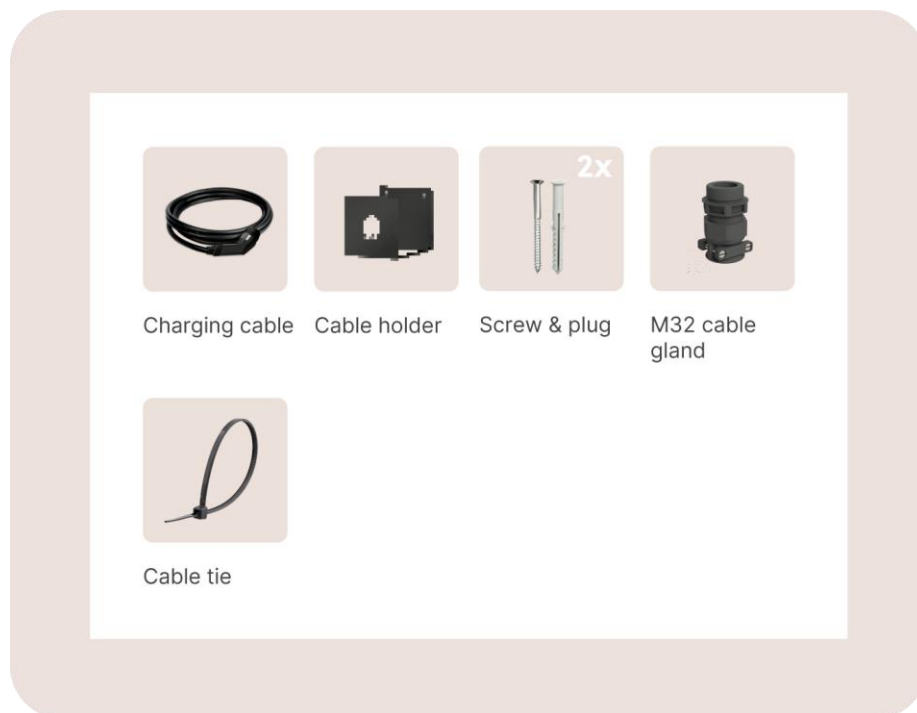 2x
Charging cable
Cable holder
Screw & plug
M32 cable
gland
Cable tie